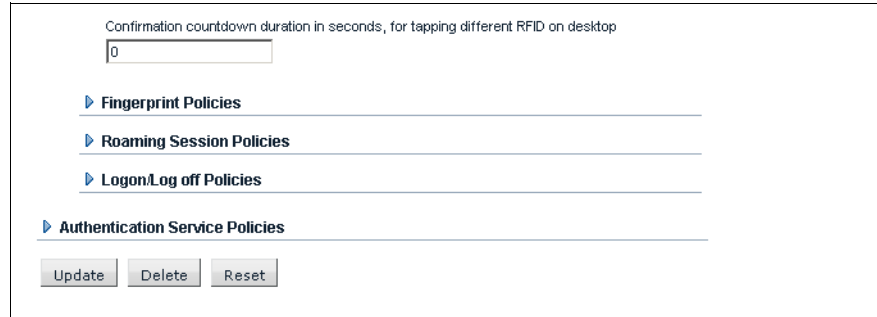 Confirmation countdown duration in seconds, for tapping different RFID on desktop
0
Fingerprint Policies
Roaming Session Policies
Logon/Log off Policies
Authentication Service Policies
Update Delete Reset